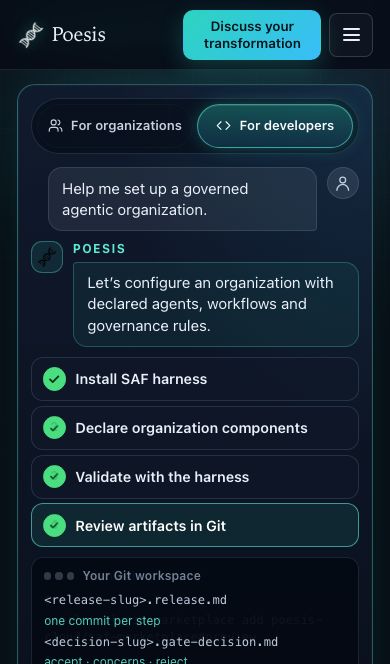 Poesis
Discuss your
transformation
For organizations
For developers
Help me set up a governed
agentic organization.
POESIS
Let’s configure an organization with
declared agents, workflows and
governance rules.
Install SAF harness
Declare organization components
Validate with the harness
Review artifacts in Git
Your Git workspace
<release-slug>.release.md
one commit per step
<decision-slug>.gate-decision.md
accept · concerns · reject